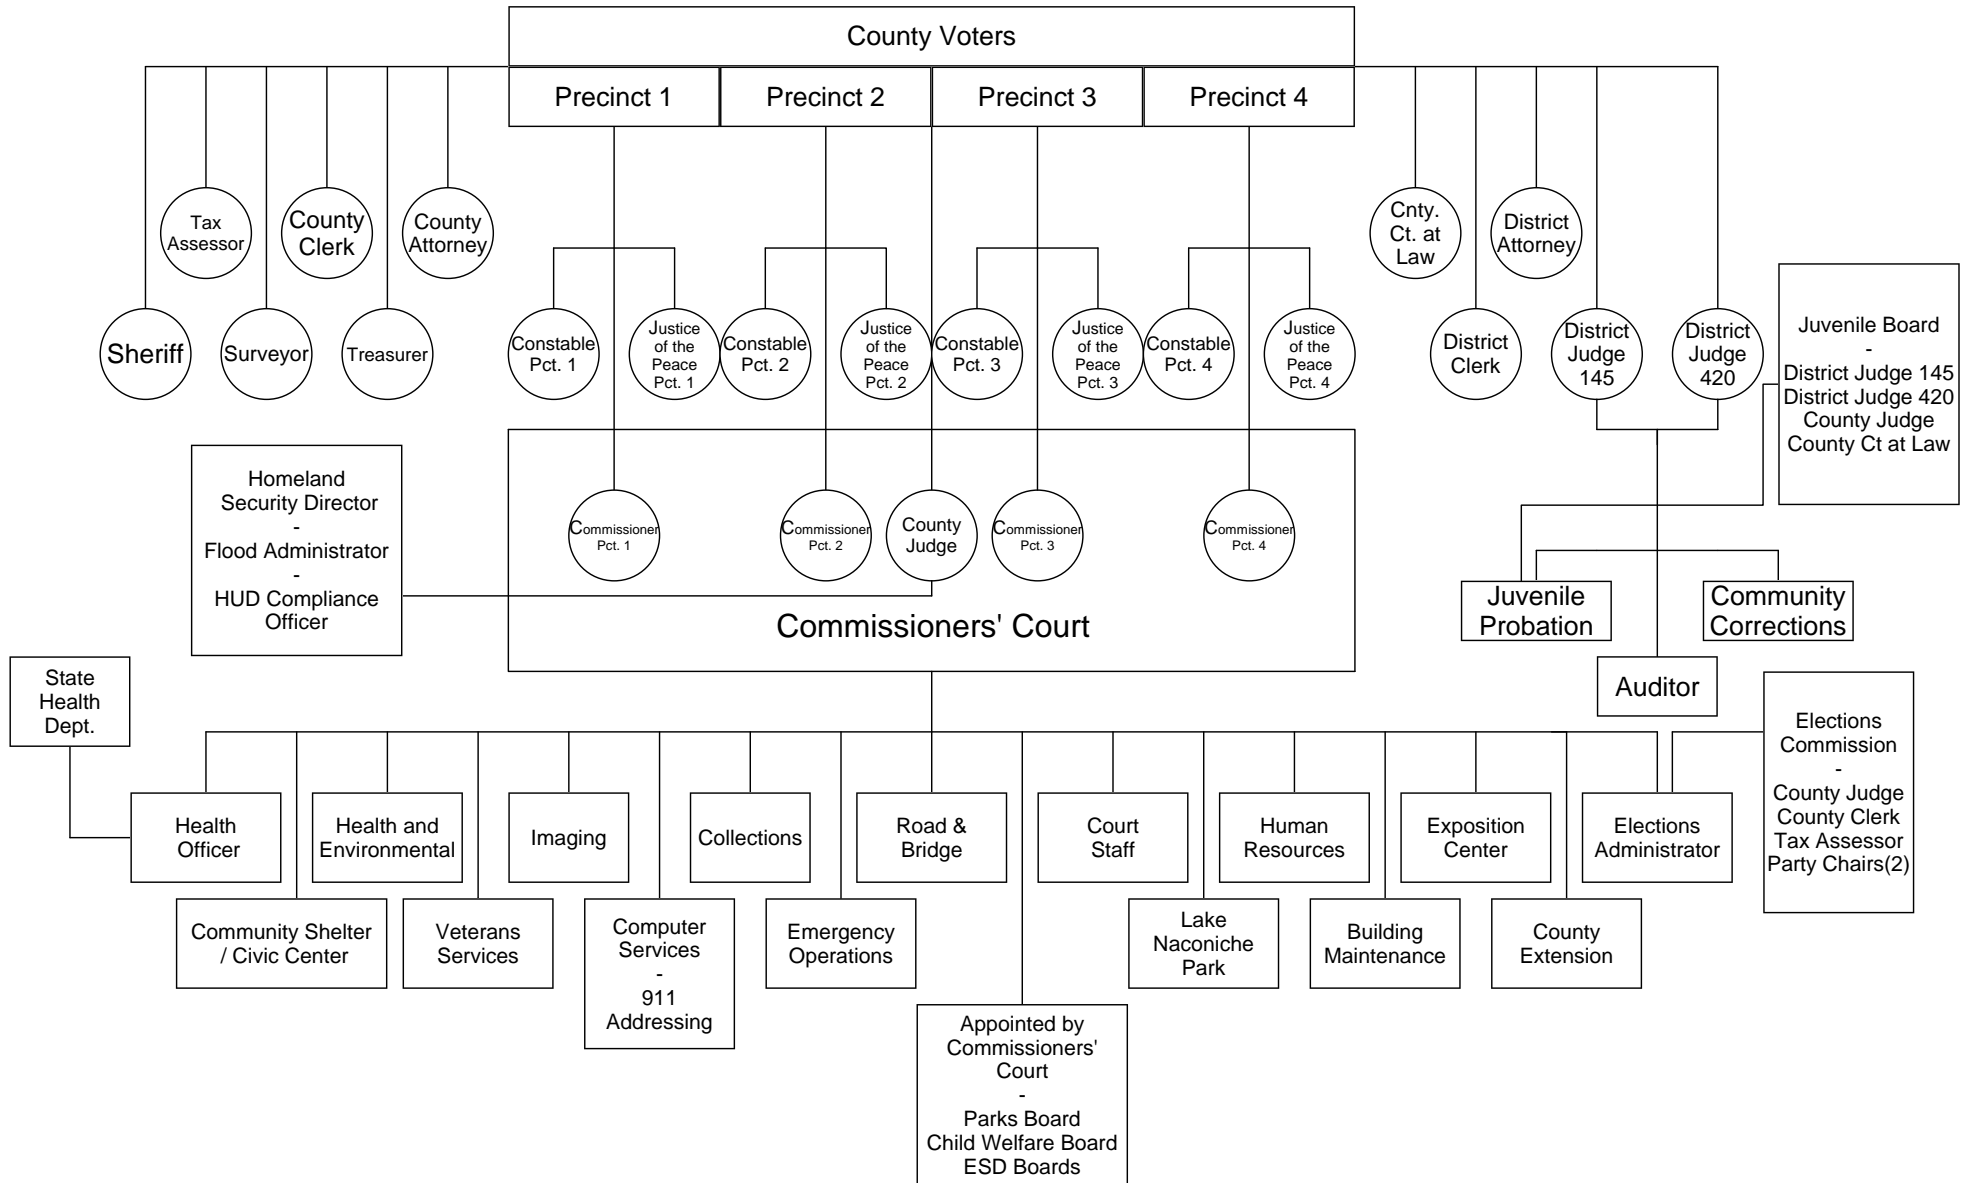 County Voters
Precinct 1
Precinct 2
Precinct 3
Precinct 4
Tax
Assessor
County
Clerk
County
Attorney
Cnty.
Ct. at
Law
District
Attorney
Sheriff
Surveyor
Treasurer
Constable
Pct. 1
Justice
of the
Peace
Pct. 1
Constable
Pct. 2
Justice
of the
Peace
Pct. 2
Constable
Pct. 3
Justice
of the
Peace
Pct. 3
Constable
Pct. 4
Justice
of the
Peace
Pct. 4
District
Clerk
District
Judge
145
District
Judge
420
Juvenile Board
-
District Judge 145
District Judge 420
County Judge
County Ct at Law
Homeland
Security Director
-
Flood Administrator
-
HUD Compliance
Officer
Commissioner
Pct. 1
Commissioner
Pct. 2
County
Judge
Commissioner
Pct. 3
Commissioner
Pct. 4
Commissioners' Court
Juvenile
Probation
Community
Corrections
Auditor
State
Health
Dept.
Elections
Commission
-
County Judge
County Clerk
Tax Assessor
Party Chairs(2)
Health
Officer
Health and
Environmental
Imaging
Collections
Road &
Bridge
Court
Staff
Human
Resources
Exposition
Center
Elections
Administrator
Community Shelter
/ Civic Center
Veterans
Services
Computer
Services
-
911
Addressing
Emergency
Operations
Lake
Naconiche
Park
Building
Maintenance
County
Extension
Appointed by
Commissioners'
Court
-
Parks Board
Child Welfare Board
ESD Boards